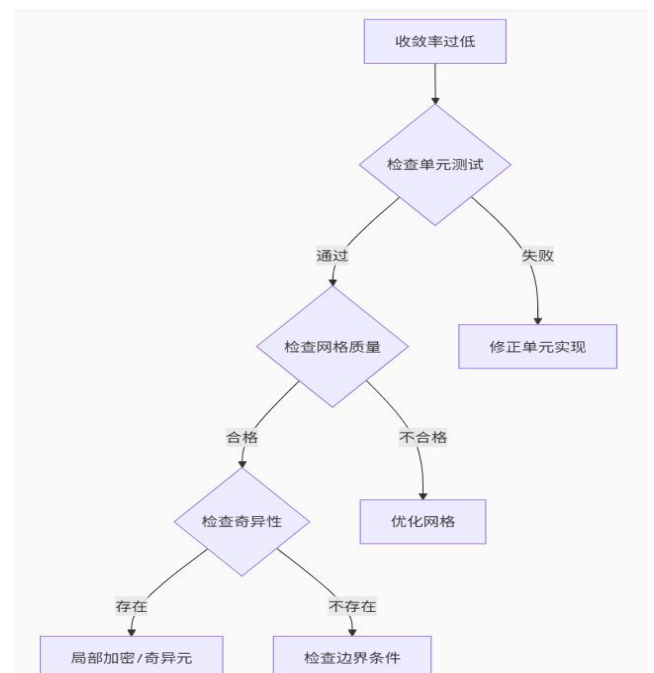 收敛率过低
检查单元测试
通过
失败
检查网格质量
修正单元实现
合格
不合格
检查奇异性
优化网格
存在
不存在
局部加密/奇异元
检查边界条件